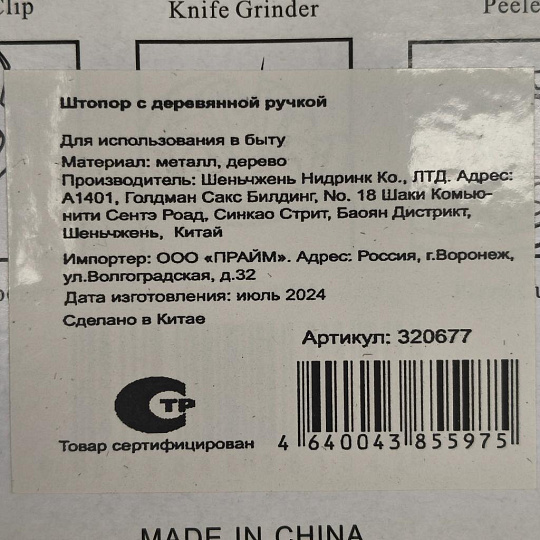 Clip
Knife Grinder
Peele
Штопор с деревянной ручкой
Для использования в быту
Материал: металл, дерево
Производитель: Шеньчжень Нидринк Ко., ЛТД. Адрес:
А1401, Голдман Сакс Билдинг, No. 18 Шаки Комью-
нити Сентэ Роад, Синкао Стрит, Баоян Дистрикт,
Шеньчжень, Китай
Импортер: ООО «ПРАЙМ». Адрес: Россия, г.Воронеж,
ул.Волгоградская, д.32
Дата изготовления: июль 2024
Сделано в Китае
Артикул: 320677
СТР
Товар сертифицирован
4 640043 855975
MADE IN CHINA